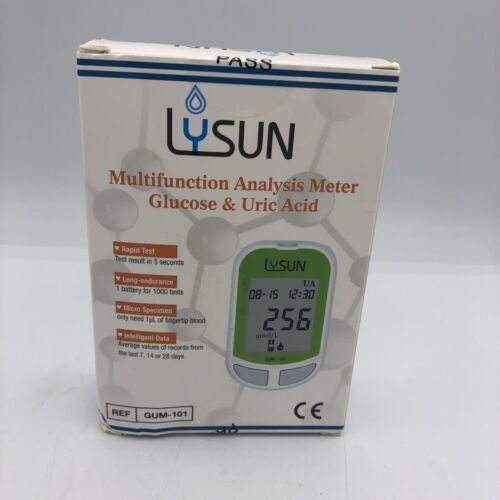 PASS
LYSUN
Multifunction Analysis Meter
Glucose & Uric Acid
Rapid Test
Test result in 5 seconds
Long-endurance
1 battery for 1000 tests
Micro Specimen
only need 1μL of fingertip blood
Intelligent Data
Average values of records from
the last 7, 14 or 28 days
LYSUN
UA
08-15 12:30
256
μmol/L
GUM-101
REF GUM-101
CE